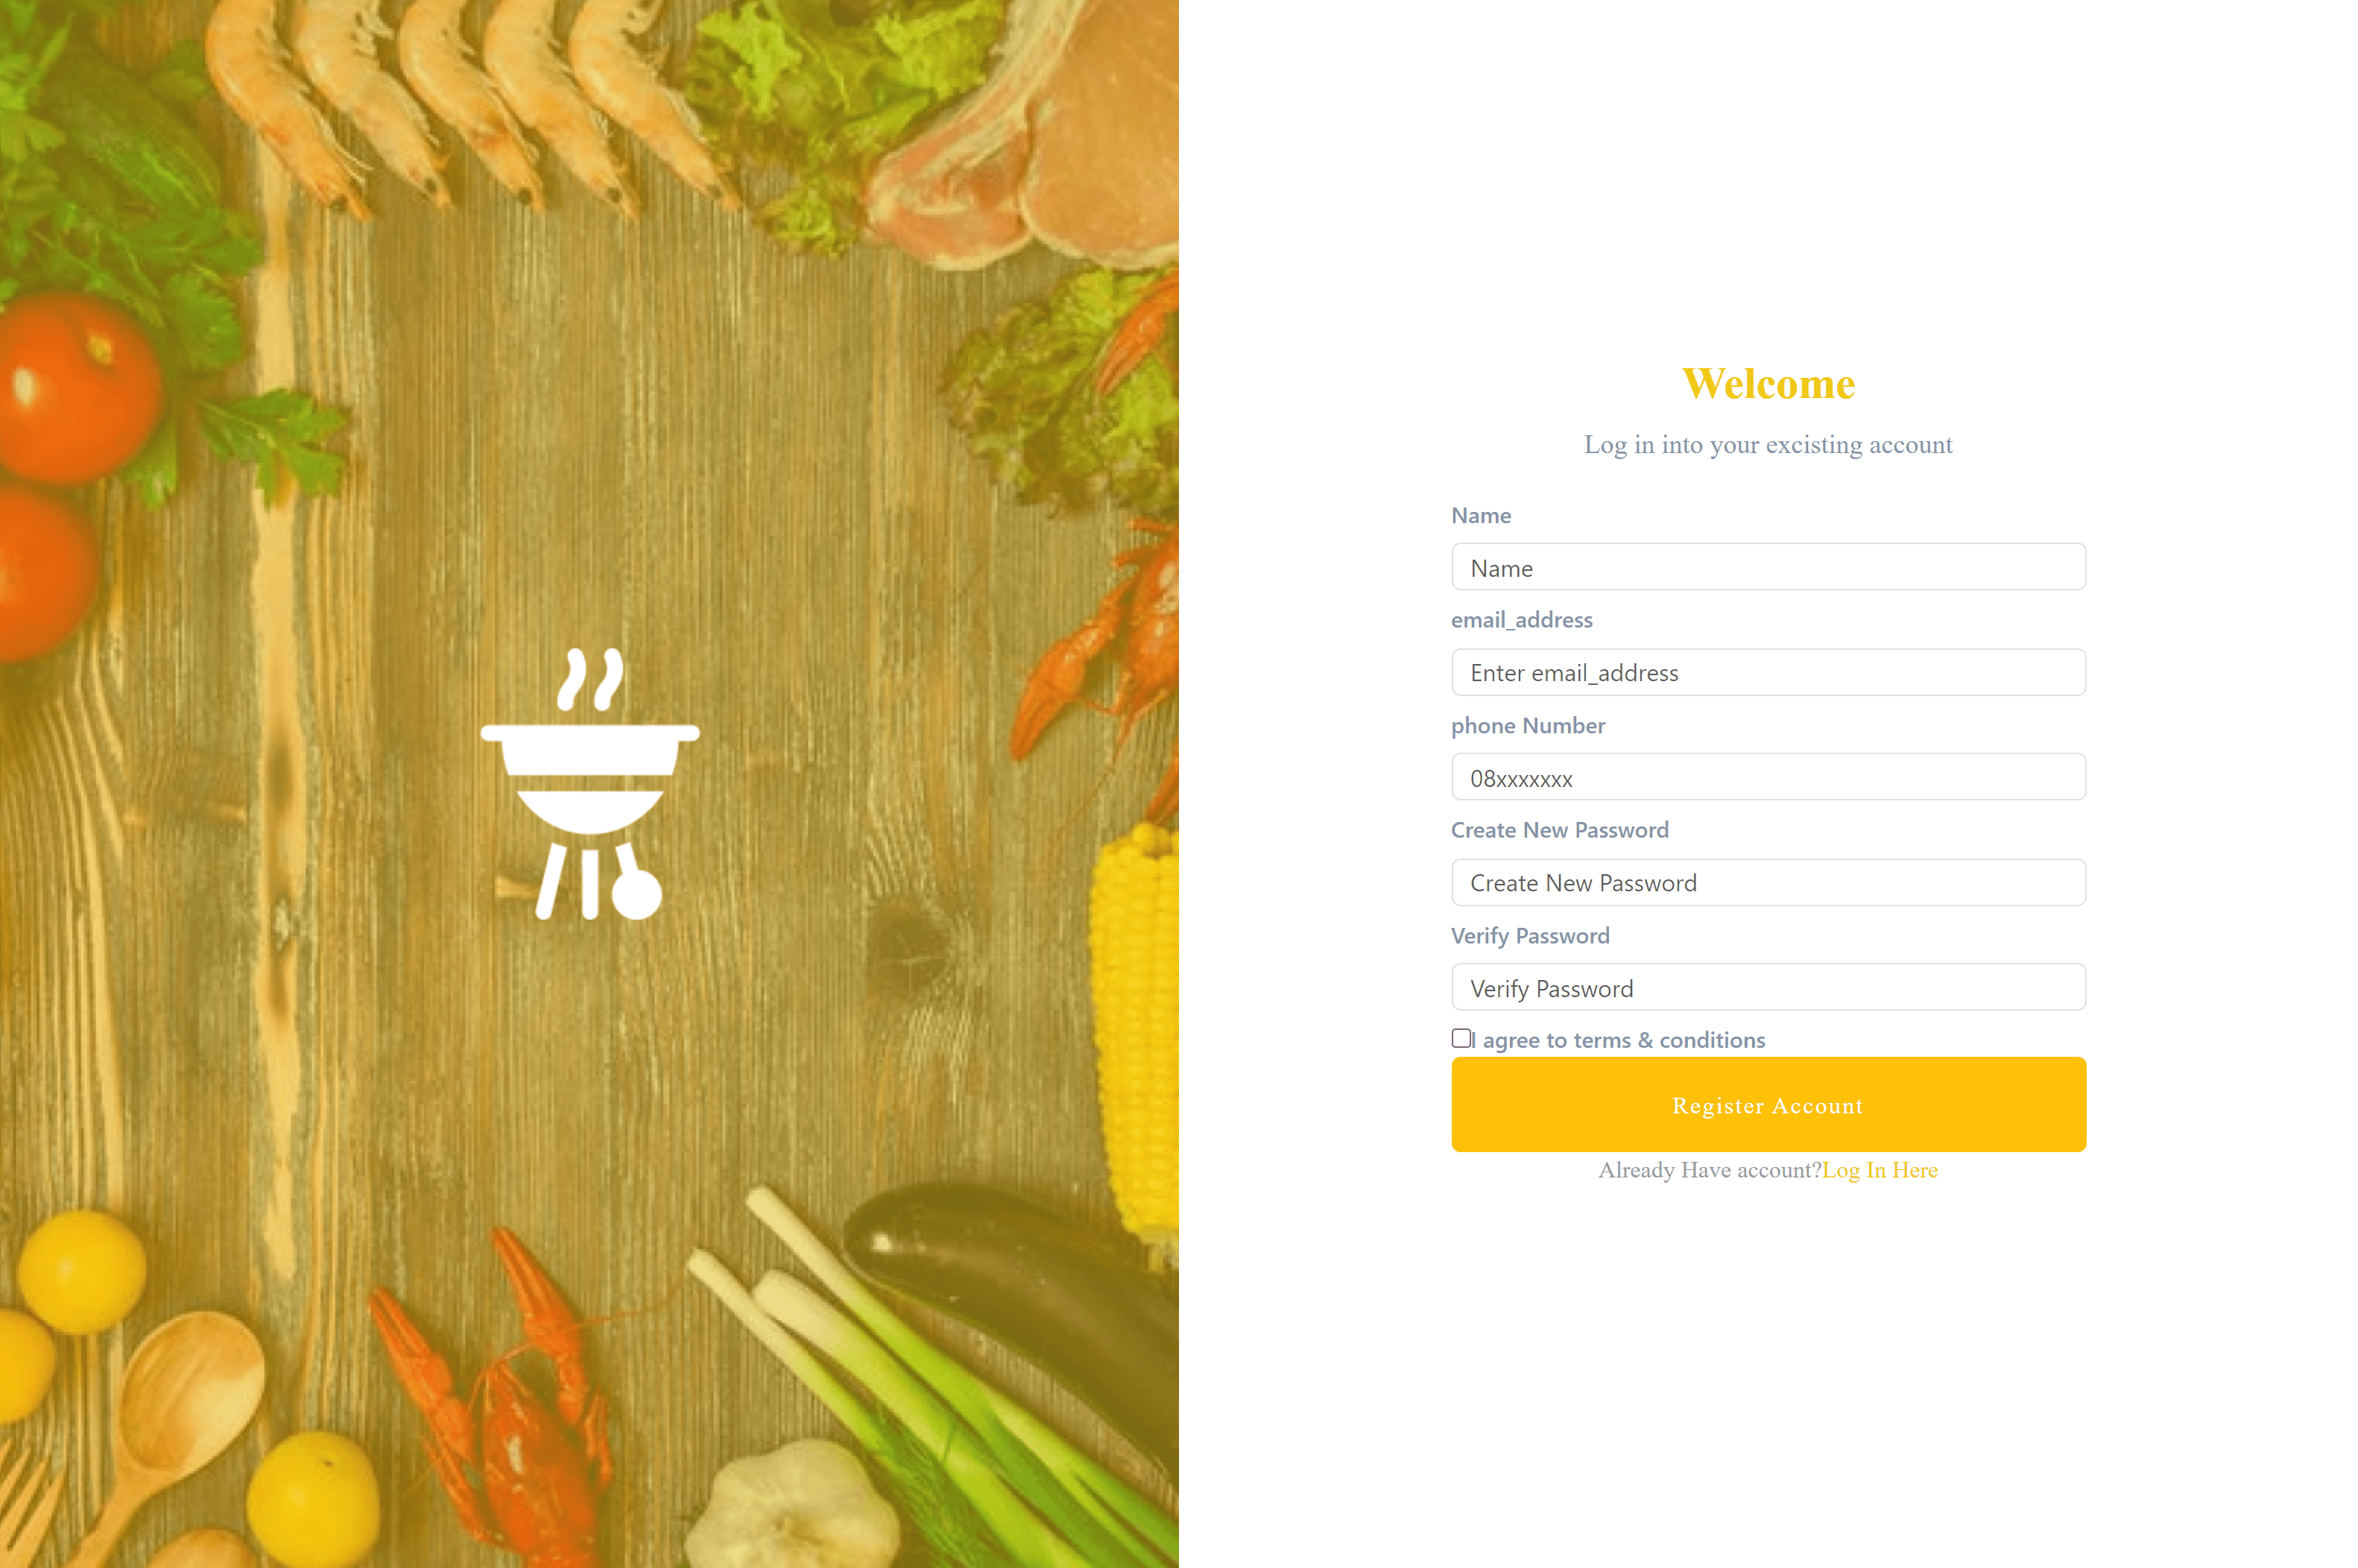 Welcome
Log in into your excisting account
Name
Name
email_address
Enter email_address
phone Number
08xxxxxxx
Create New Password
Create New Password
Verify Password
Verify Password
I agree to terms & conditions
Register Account
Already Have account?Log In Here